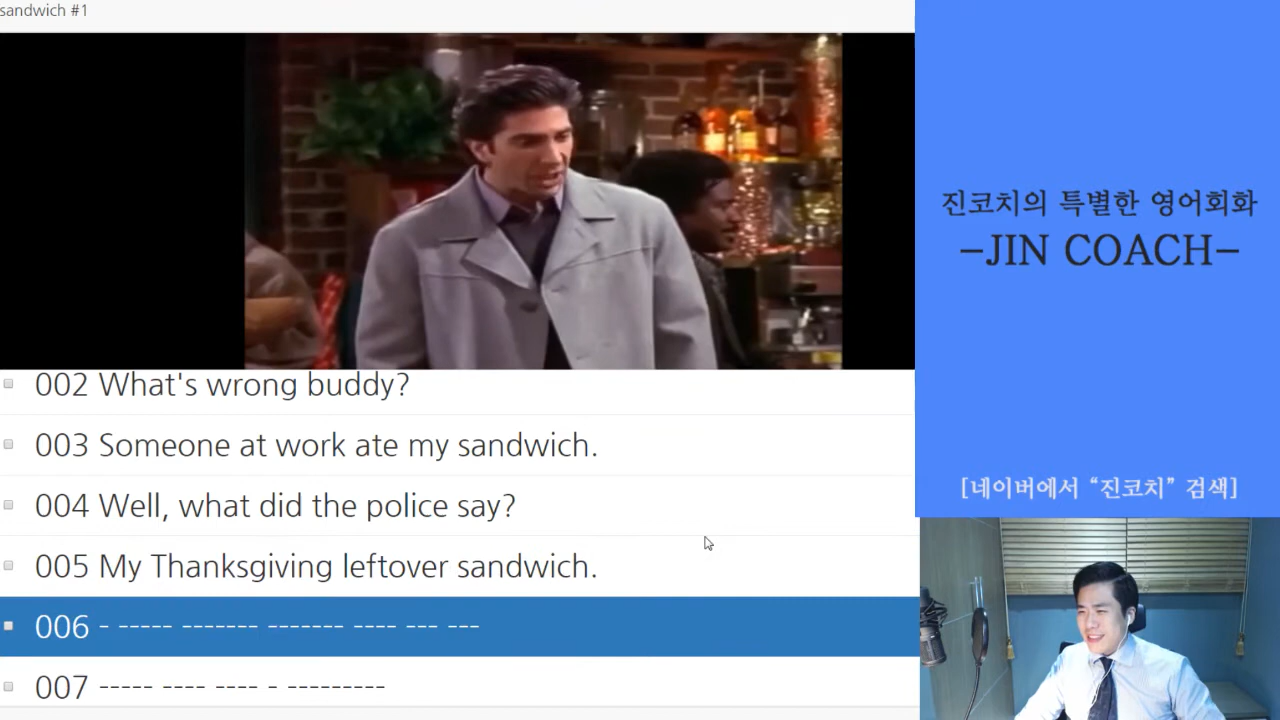 sandwich #1
002 What's wrong buddy?
003 Someone at work ate my sandwich.
004 Well, what did the police say?
005 My Thanksgiving leftover sandwich.
006 - ----- ------- ------- ---- --- ---
007 ----- ---- ---- - ---------
진코치의 특별한 영어회화
-JIN COACH-
[네이버에서 “진코치” 검색]